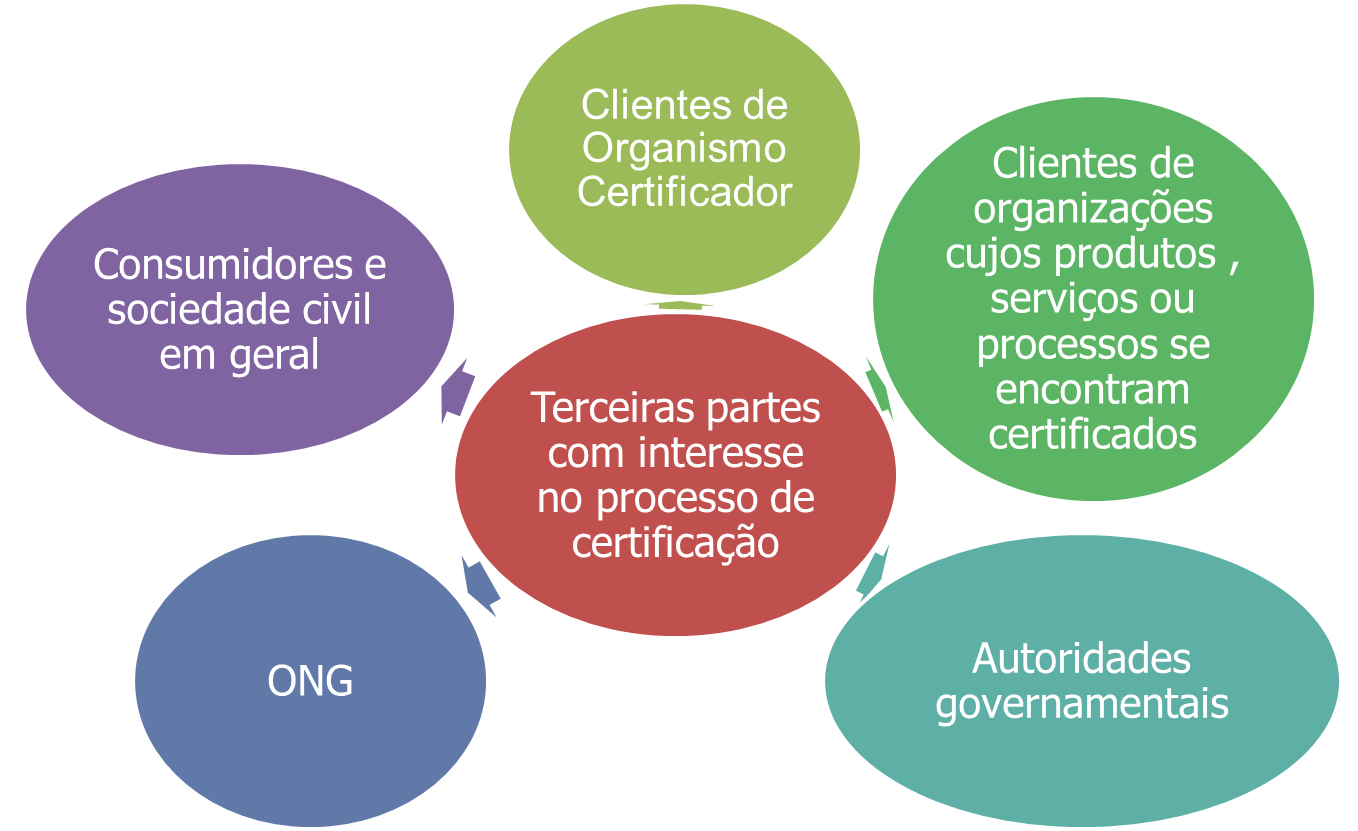 Clientes de
Organismo
Certificador
Clientes de
organizações
cujos produtos ,
serviços ou
processos se
encontram
certificados
Consumidores e
sociedade civil
em geral
Terceiras partes
com interesse
no processo de
certificação
ONG
Autoridades
governamentais